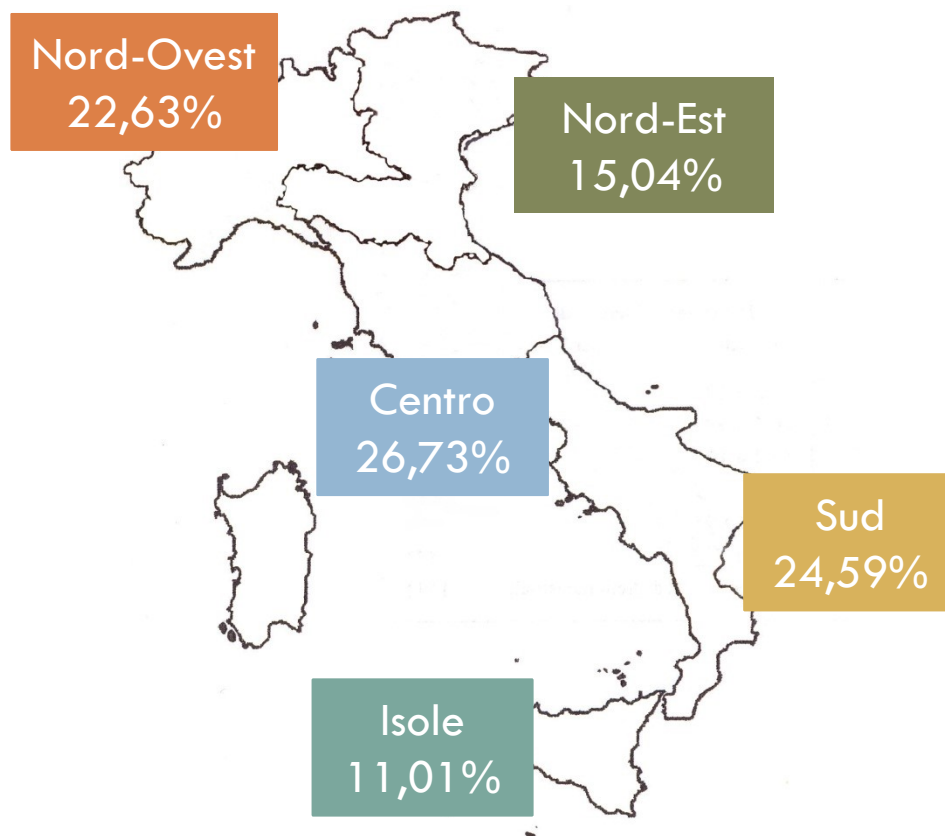 Nord-Ovest
22,63%
Nord-Est
15,04%
Centro
26,73%
Sud
24,59%
Isole
11,01%